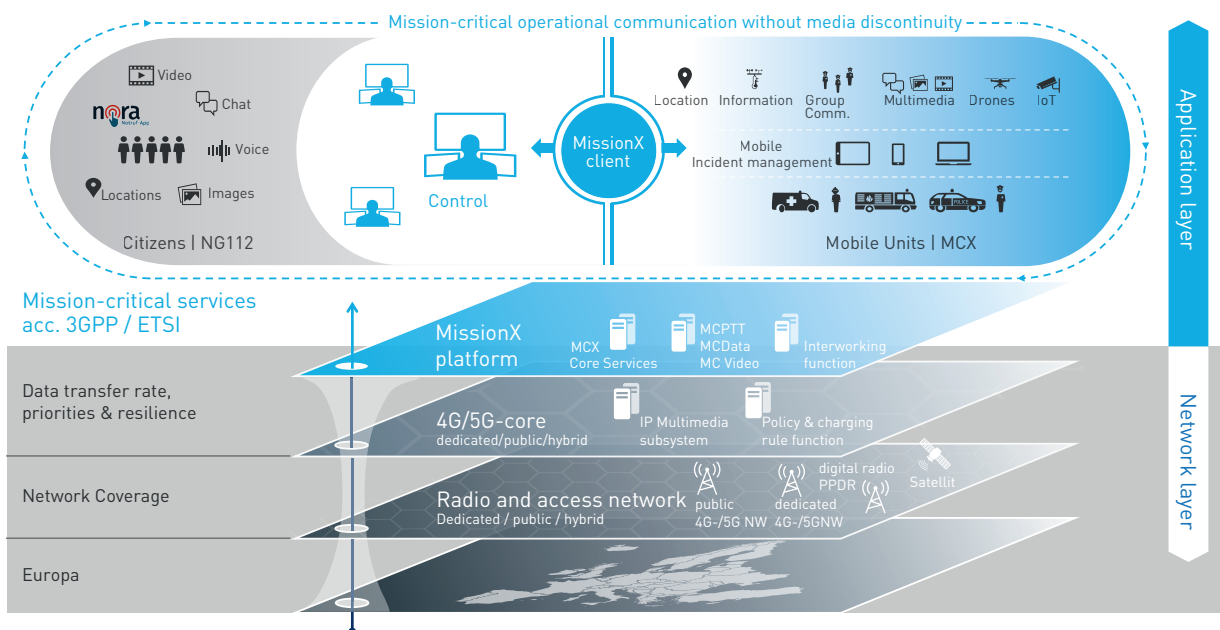 Mission-critical operational communication without media discontinuity
Video
nora
Notruf-App
Chat
Voice
Locations
Images
Citizens | NG112
Control
MissionX
client
Location
Information
Group
Comm.
Multimedia
Drones
IoT
Mobile
Incident management
POLICE
Mobile Units | MCX
Application layer
Mission-critical services
acc. 3GPP / ETSI
MissionX
platform
MCX
Core Services
MCPTT
MCData
MC Video
Interworking
function
Data transfer rate,
priorities & resilience
4G/5G-core
dedicated/public/hybrid
IP Multimedia
subsystem
Policy & charging
rule function
Network layer
Network Coverage
Radio and access network
Dedicated / public / hybrid
public
4G-/5G NW
dedicated
4G-/5GNW
digital radio
PPDR
Satellit
Europa